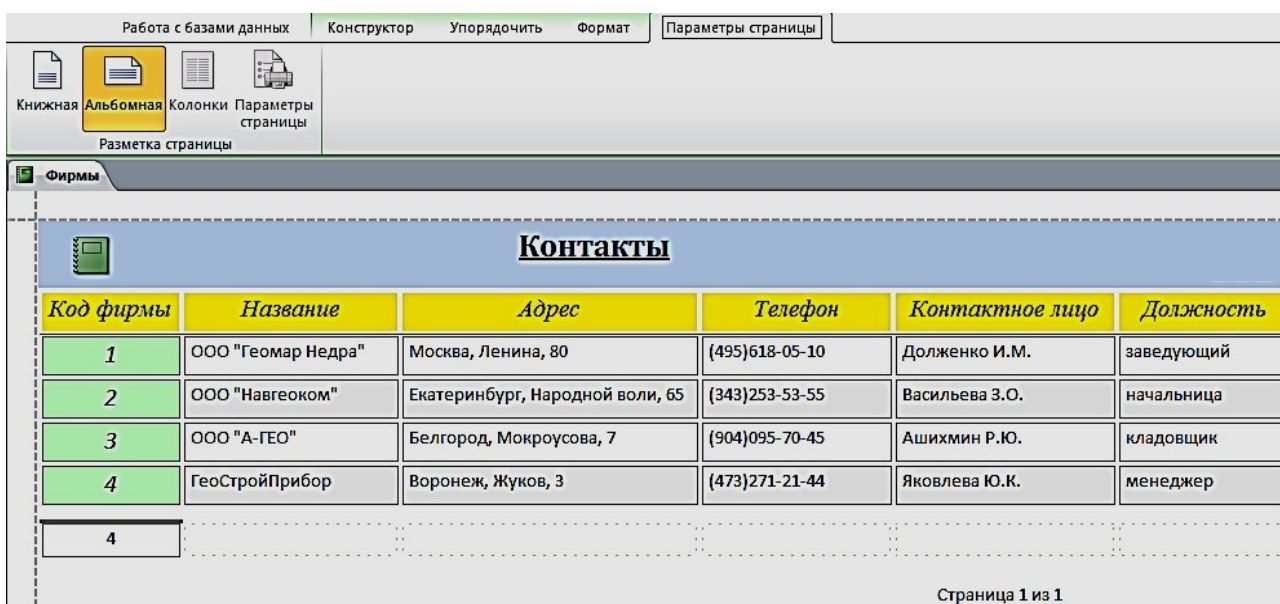 Работа с базами данных Конструктор Упорядочить Формат Параметры страницы
Книжная Альбомная Колонки Параметры страницы
Разметка страницы
Фирмы
Контакты
Код фирмы Название Адрес Телефон Контактное лицо Должность
1 ООО "Геомар Недра" Москва, Ленина, 80 (495)618-05-10 Долженко И.М. заведующий
2 ООО "Навгеоком" Екатеринбург, Народной воли, 65 (343)253-53-55 Васильева З.О. начальница
3 ООО "А-ГЕО" Белгород, Мокроусова, 7 (904)095-70-45 Ашихмин Р.Ю. кладовщик
4 ГеоСтройПрибор Воронеж, Жуков, 3 (473)271-21-44 Яковлева Ю.К. менеджер
4
Страница 1 из 1